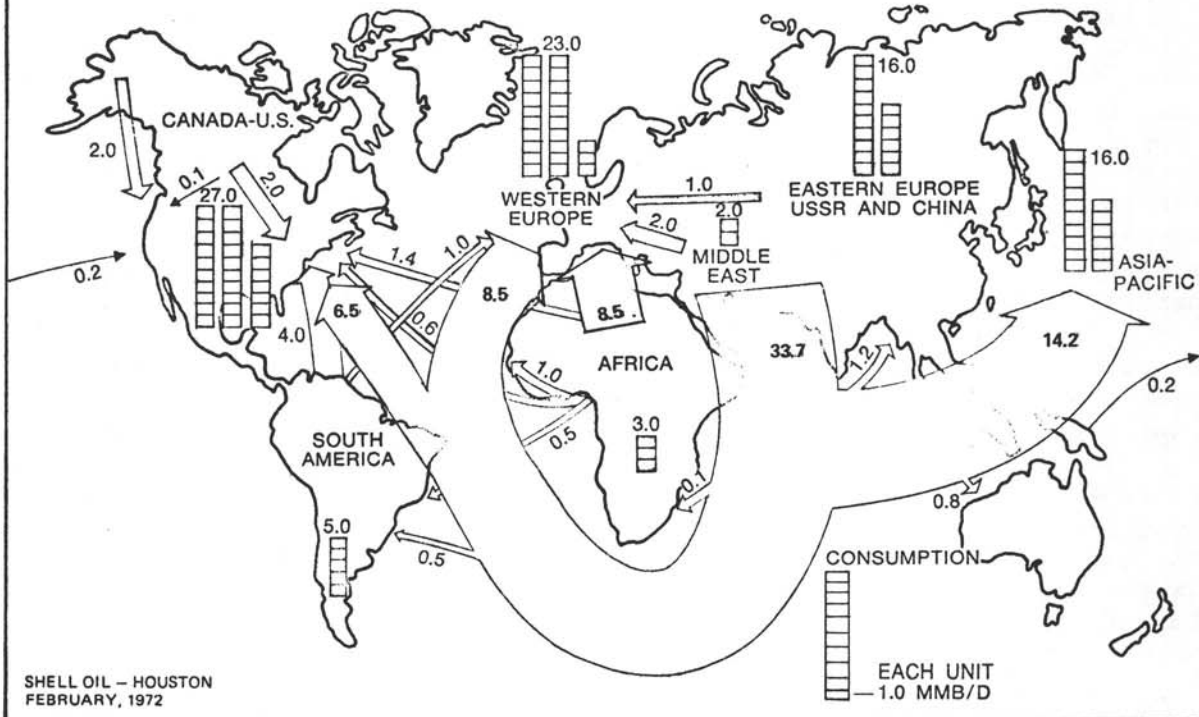 23.0
16.0
CANADA-U.S.
2.0
16.0
0.1
2.0
27.0
WESTERN
EUROPE
1.0
EASTERN EUROPE
USSR AND CHINA
2.0
2.0
MIDDLE
EAST
ASIA-
PACIFIC
0.2
1.4
1.0
6.5
8.5
8.5
4.0
0.6
33.7
14.2
AFRICA
1.2
1.0
0.2
SOUTH
AMERICA
0.5
3.0
0.1
0.8
5.0
0.5
CONSUMPTION
EACH UNIT
— 1.0 MMB/D
SHELL OIL – HOUSTON
FEBRUARY, 1972